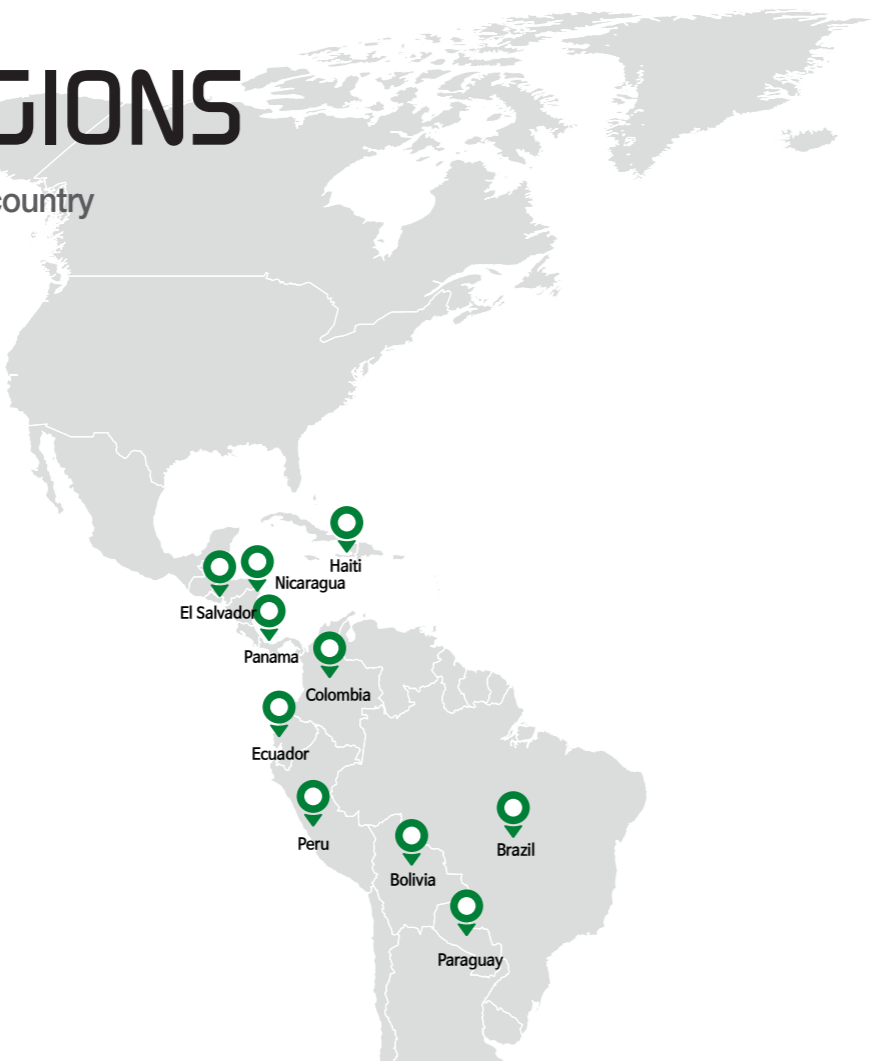 GIONS
country
Haiti
Nicaragua
El Salvador
Panama
Colombia
Ecuador
Peru
Brazil
Bolivia
Paraguay